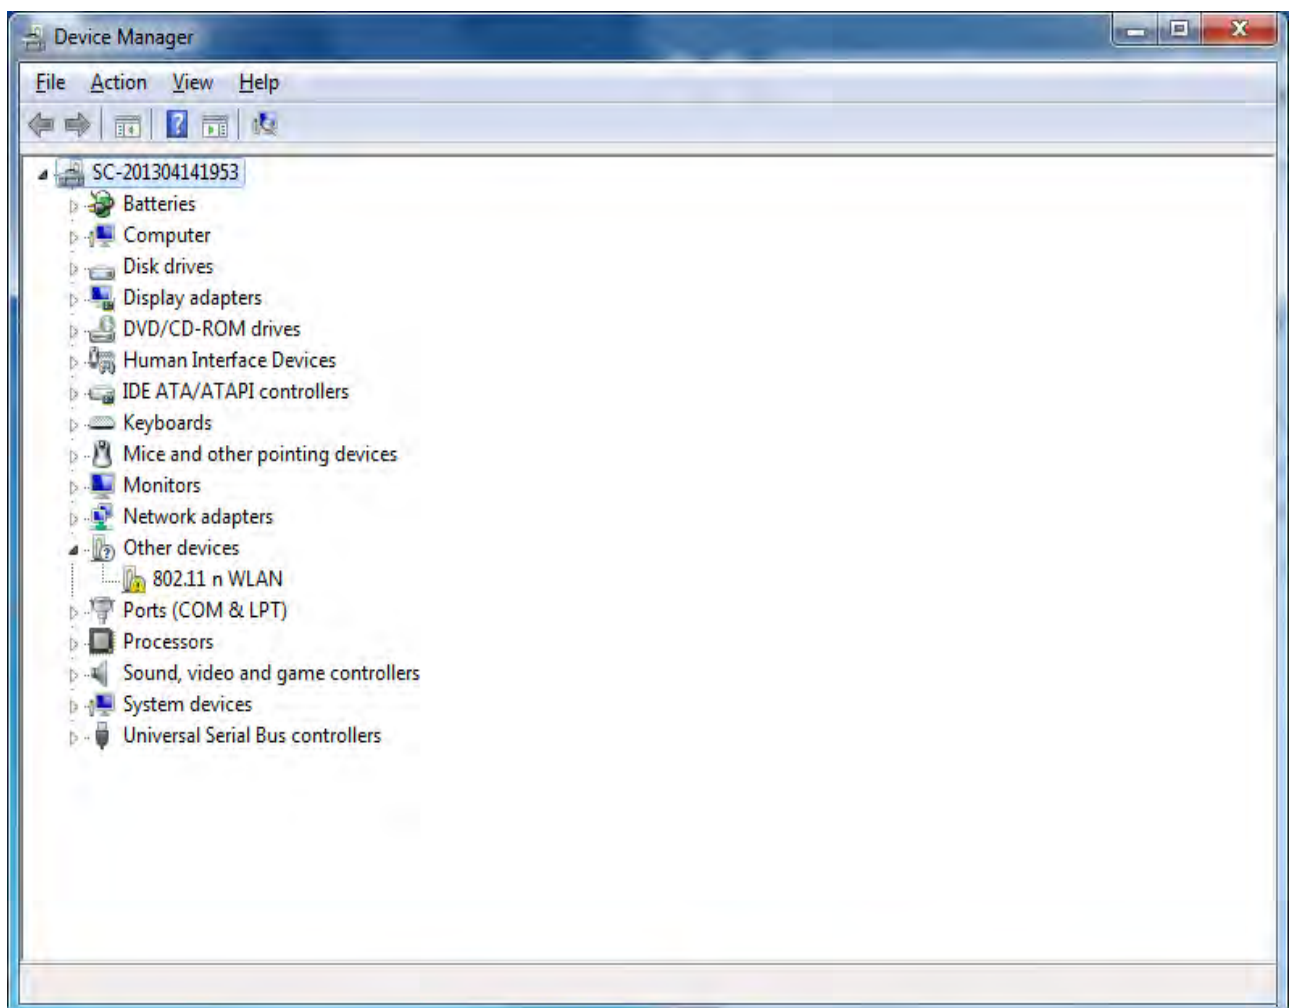 Device Manager
File Action View Help
SC-201304141953
Batteries
Computer
Disk drives
Display adapters
DVD/CD-ROM drives
Human Interface Devices
IDE ATA/ATAPI controllers
Keyboards
Mice and other pointing devices
Monitors
Network adapters
Other devices
802.11 n WLAN
Ports (COM & LPT)
Processors
Sound, video and game controllers
System devices
Universal Serial Bus controllers